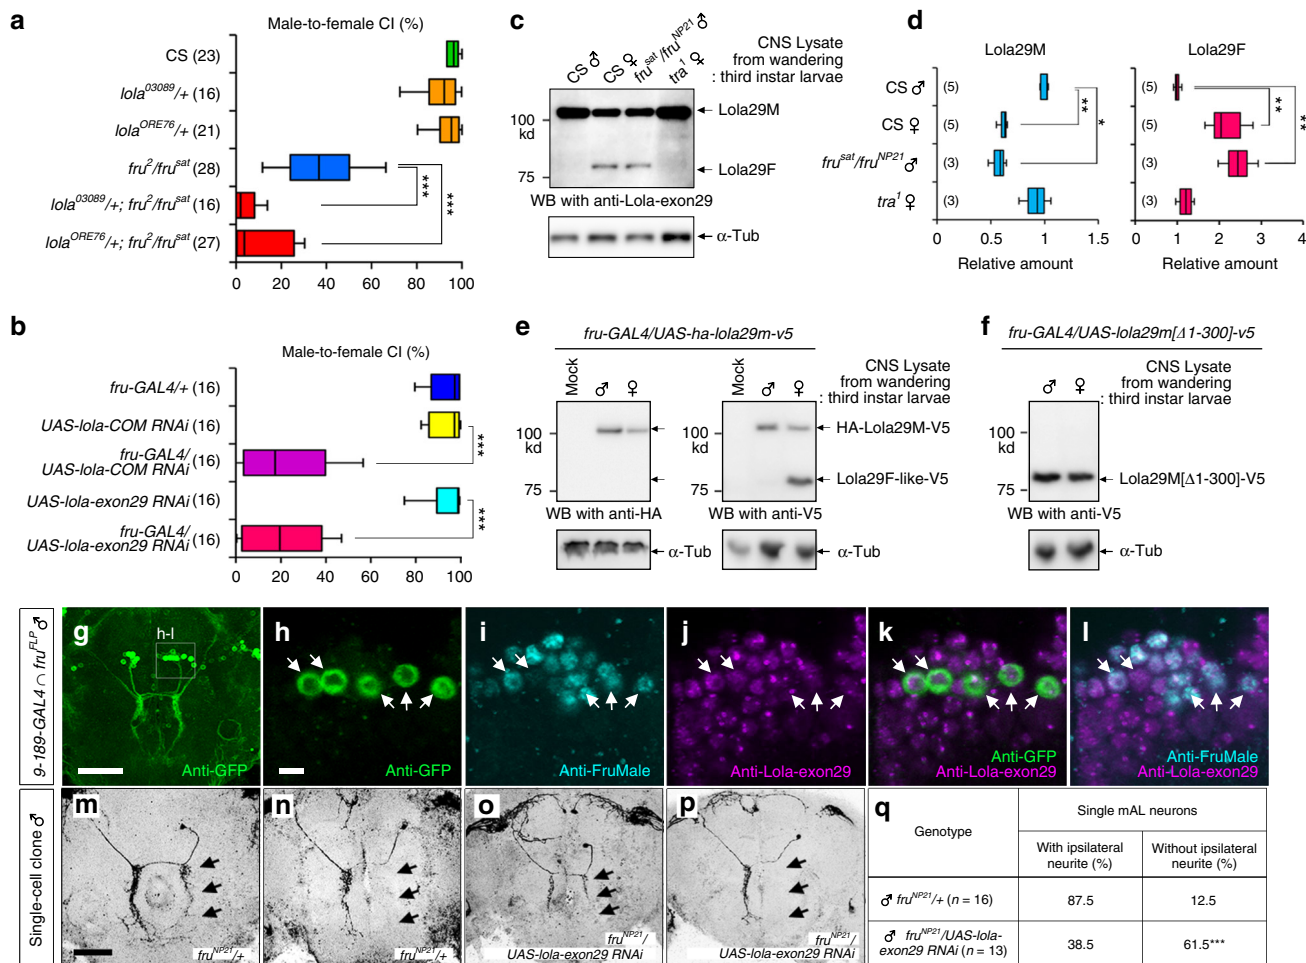 a
Male-to-female CI (%)
CS (23)
lola03089/+ (16)
lolaORE76/+ (21)
fru2/frusat (28)
lola03089/+; fru2/frusat (16)
lolaORE76/+; fru2/frusat (27)
***
***
0 20 40 60 80 100
b
Male-to-female CI (%)
fru-GAL4/+ (16)
UAS-lola-COM RNAi (16)
fru-GAL4/
UAS-lola-COM RNAi (16)
UAS-lola-exon29 RNAi (16)
fru-GAL4/
UAS-lola-exon29 RNAi (16)
***
***
0 20 40 60 80 100
c
CS ♂
CS ♀
frusat/fruNP21 ♂
tra1 ♀
CNS Lysate
from wandering
: third instar larvae
100
kd
75
Lola29M
Lola29F
WB with anti-Lola-exon29
α-Tub
d
Lola29M
Lola29F
CS ♂
CS ♀
frusat/fruNP21 ♂
tra1 ♀
(5)
(5)
(3)
(3)
**
*
0 0.5 1 1.5
Relative amount
(5)
(5)
(3)
(3)
**
**
0 1 2 3 4
Relative amount
e
fru-GAL4/UAS-ha-lola29m-v5
Mock ♂ ♀
Mock ♂ ♀
CNS Lysate
from wandering
: third instar larvae
100
kd
75
100
kd
75
HA-Lola29M-V5
Lola29F-like-V5
WB with anti-HA
WB with anti-V5
α-Tub
α-Tub
f
fru-GAL4/UAS-lola29m[Δ1-300]-v5
♂ ♀
CNS Lysate
from wandering
: third instar larvae
100
kd
75
Lola29M[Δ1-300]-V5
WB with anti-V5
α-Tub
9-189-GAL4 ∩ fruFLP ♂
g
h-l
Anti-GFP
h
Anti-GFP
i
Anti-FruMale
j
Anti-Lola-exon29
k
Anti-GFP
Anti-Lola-exon29
l
Anti-FruMale
Anti-Lola-exon29
Single-cell clone ♂
m
fruNP21/+
n
fruNP21/+
o
fruNP21/
UAS-lola-exon29 RNAi
p
fruNP21/
UAS-lola-exon29 RNAi
q
Genotype
Single mAL neurons
With ipsilateral
neurite (%)
Without ipsilateral
neurite (%)
♂ fruNP21/+ (n = 16)
87.5
12.5
♂ fruNP21/UAS-lola-
exon29 RNAi (n = 13)
38.5
61.5***